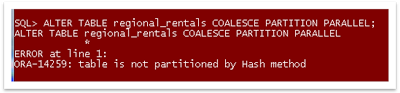 SQL> ALTER TABLE regional_rentals COALESCE PARTITION PARALLEL;
ALTER TABLE regional_rentals COALESCE PARTITION PARALLEL
*
ERROR at line 1:
ORA-14259: table is not partitioned by Hash method